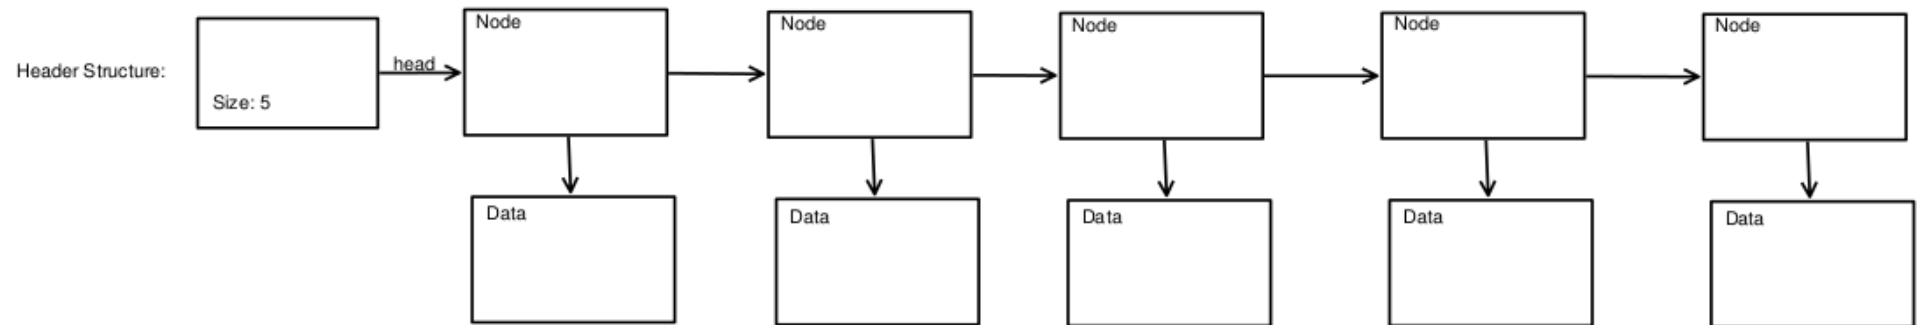 Header Structure:
Size: 5
head
Node
Node
Node
Node
Node
Data
Data
Data
Data
Data